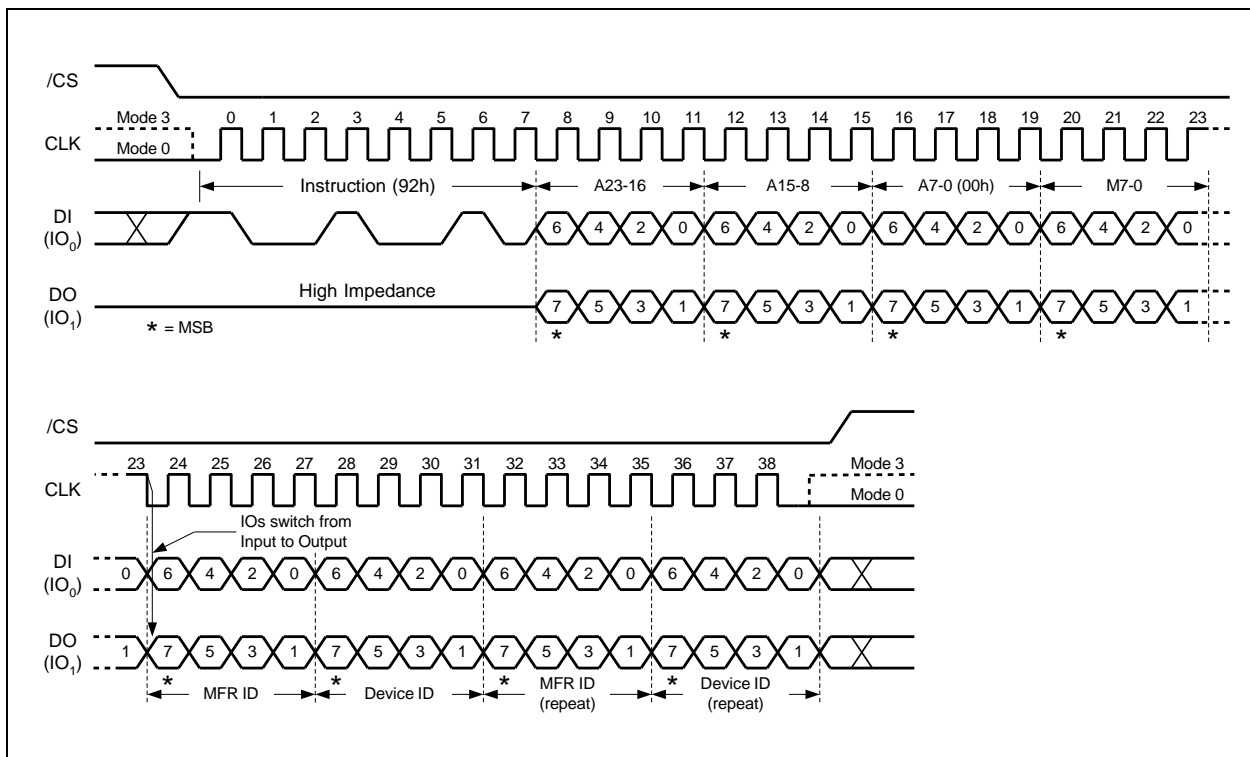 /CS
Mode 3 0 1 2 3 4 5 6 7 8 9 10 11 12 13 14 15 16 17 18 19 20 21 22 23
CLK
Mode 0
Instruction (92h) A23-16 A15-8 A7-0 (00h) M7-0
DI
(IO0)
6 4 2 0 6 4 2 0 6 4 2 0 6 4 2 0
High Impedance
DO
(IO1)
7 5 3 1 7 5 3 1 7 5 3 1 7 5 3 1
* = MSB
* * * *
/CS
23 24 25 26 27 28 29 30 31 32 33 34 35 36 37 38 Mode 3
CLK
Mode 0
IOs switch from
Input to Output
DI
(IO0)
0 6 4 2 0 6 4 2 0 6 4 2 0 6 4 2 0
DO
(IO1)
1 7 5 3 1 7 5 3 1 7 5 3 1 7 5 3 1
* * * *
MFR ID Device ID MFR ID
(repeat)
Device ID
(repeat)